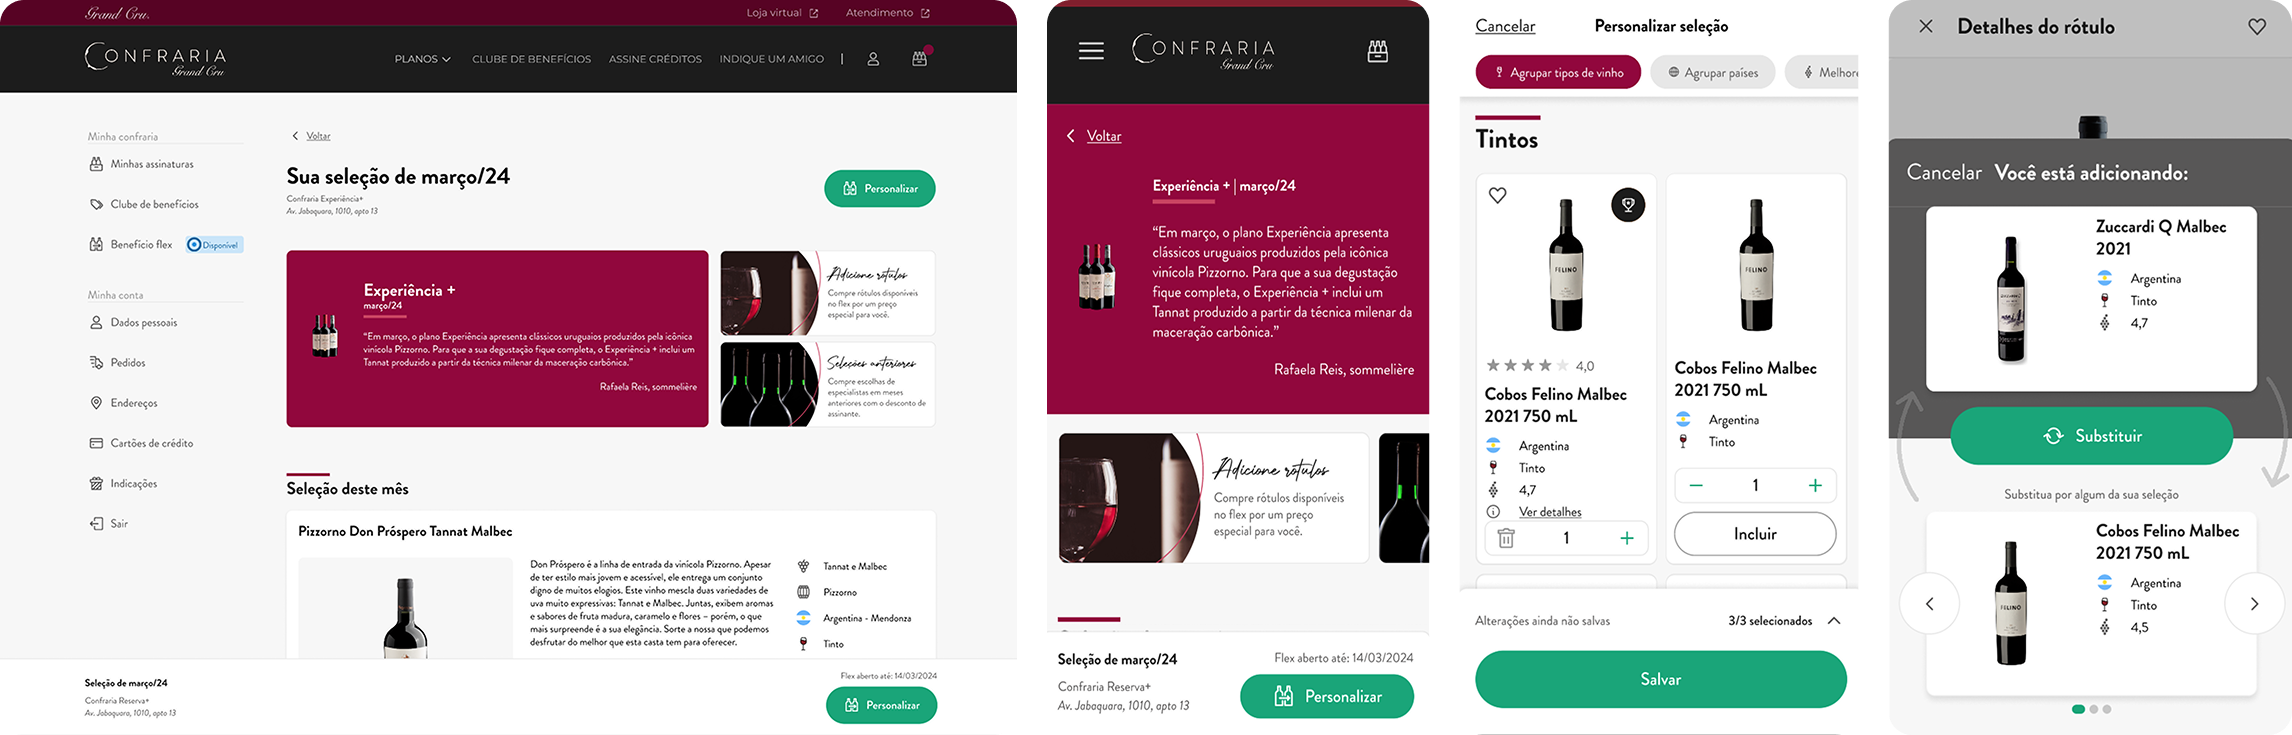 Grand Cru.
Loja virtual
Atendimento
CONFRARIA
Grand Cru
PLANOS
CLUBE DE BENEFÍCIOS
ASSINE CRÉDITOS
INDIQUE UM AMIGO
Minha confraria
Minhas assinaturas
Clube de benefícios
Benefício flex
Disponível
Minha conta
Dados pessoais
Pedidos
Endereços
Cartões de crédito
Indicações
Sair
Voltar
Sua seleção de março/24
Confraria Experiência+
Av. Jabaquara, 1010, apto 13
Personalizar
Experiência +
março/24
“Em março, o plano Experiência apresenta clássicos uruguaios produzidos pela icônica
vinícola Pizzorno. Para que a sua degustação fique completa, o Experiência + inclui um
Tannat produzido a partir da técnica milenar da maceração carbônica.”
Rafaela Reis, sommelière
Adicione rótulos
Compre rótulos disponíveis
no flex por um preço
especial para você.
Seleções anteriores
Compre escolhas de
especialistas em meses
anteriores com o desconto de
assinante.
Seleção deste mês
Pizzorno Don Próspero Tannat Malbec
Don Próspero é a linha de entrada da vinícola Pizzorno. Apesar
de ter estilo mais jovem e acessível, ele entrega um conjunto
digno de muitos elogios. Este vinho mescla duas variedades de
uva muito expressivas: Tannat e Malbec. Juntas, exibem aromas
e sabores de fruta madura, caramelo e flores – porém, o que
mais surpreende é a sua elegância. Sorte a nossa que podemos
desfrutar do melhor que esta casta tem para oferecer.
Tannat e Malbec
Pizzorno
Argentina - Mendonza
Tinto
Seleção de março/24
Confraria Reserva+
Av. Jabaquara, 1010, apto 13
Flex aberto até: 14/03/2024
Personalizar
CONFRARIA
Grand Cru
Voltar
Experiência + | março/24
“Em março, o plano Experiência apresenta
clássicos uruguaios produzidos pela icônica
vinícola Pizzorno. Para que a sua degustação
fique completa, o Experiência + inclui um
Tannat produzido a partir da técnica milenar da
maceração carbônica.”
Rafaela Reis, sommelière
Adicione rótulos
Compre rótulos disponíveis
no flex por um preço
especial para você.
Seleção de março/24
Confraria Reserva+
Av. Jabaquara, 1010, apto 13
Flex aberto até: 14/03/2024
Personalizar
Cancelar
Personalizar seleção
Agrupar tipos de vinho
Agrupar países
Melhore
Tintos
FELINO
4,0
Cobos Felino Malbec
2021 750 mL
Argentina
Tinto
4,7
Ver detalhes
1
FELINO
Cobos Felino Malbec
2021 750 mL
Argentina
Tinto
1
Incluir
Alterações ainda não salvas
3/3 selecionados
Salvar
Detalhes do rótulo
Cancelar
Você está adicionando:
Zuccardi Q Malbec
2021
Argentina
Tinto
4,7
Substituir
Substitua por algum da sua seleção
FELINO
Cobos Felino Malbec
2021 750 mL
Argentina
Tinto
4,5